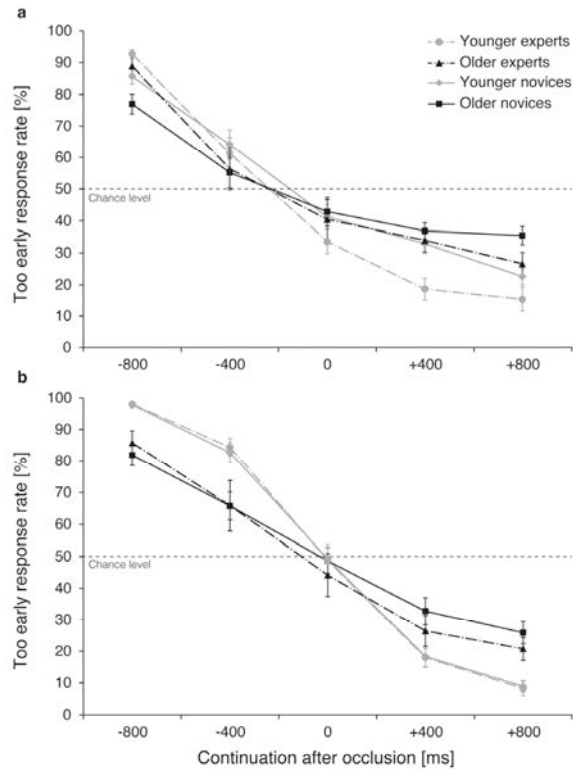 a
100
90
80
70
60
50
40
30
20
10
0
Too early response rate [%]
Chance level
Younger experts
Older experts
Younger novices
Older novices
-800 -400 0 +400 +800
b
100
90
80
70
60
50
40
30
20
10
0
Too early response rate [%]
Chance level
-800 -400 0 +400 +800
Continuation after occlusion [ms]